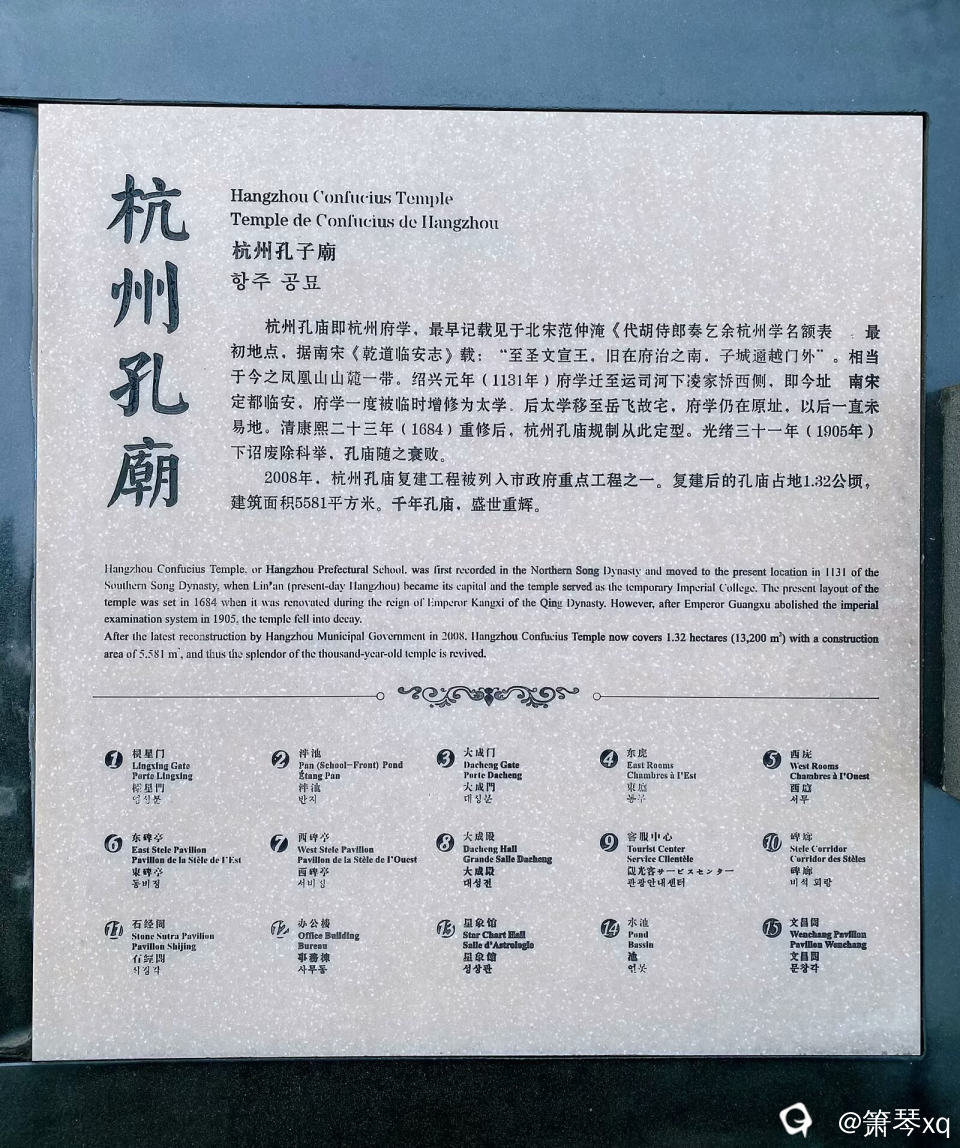 杭州孔廟
Hangzhou Confucius Temple
Temple de Confucius de Hangzhou
杭州孔子廟
항주 공묘
杭州孔庙即杭州府学，最早记载见于北宋范仲淹《代胡侍郎奏乞余杭州学名额表 最
初地点，据南宋《乾道临安志》载：“至圣文宣王，旧在府治之南，子城通越门外”。相当
于今之凤凰山山麓一带。绍兴元年（1131年）府学迁至运司河下凌家桥西侧，即今址 南宋
定都临安，府学一度被临时增修为太学．后太学移至岳飞故宅，府学仍在原址，以后一直未
易地。清康熙二十三年（1684）重修后，杭州孔庙规制从此定型。光绪三十一年（1905年）
下诏废除科举，孔庙随之衰败。
2008年，杭州孔庙复建工程被列入市政府重点工程之一。复建后的孔庙占地1.32公顷，
建筑面积5581平方米。千年孔庙，盛世重辉。
Hangzhou Confucius Temple, or Hangzhou Prefectural School, was first recorded in the Northern Song Dynasty and moved to the present location in 1131 of the
Southern Song Dynasty, when Lin'an (present-day Hangzhou) became its capital and the temple served as the temporary Imperial College. The present layout of the
temple was set in 1684 when it was renovated during the reign of Emperor Kangxi of the Qing Dynasty. However, after Emperor Guangxu abolished the imperial
examination system in 1905, the temple fell into decay.
After the latest reconstruction by Hangzhou Municipal Government in 2008, Hangzhou Confucius Temple now covers 1.32 hectares (13,200 m²) with a construction
area of 5,581 m², and thus the splendor of the thousand-year-old temple is revived.
1 棂星门
Lingxing Gate
Porte Lingxing
欞星門
영성문
2 泮池
Pan (School-Front) Pond
Étang Pan
泮池
반지
3 大成门
Dacheng Gate
Porte Dacheng
大成門
대성문
4 东庑
East Rooms
Chambres à l'Est
東廡
동무
5 西庑
West Rooms
Chambres à l'Ouest
西廡
서무
6 东碑亭
East Stele Pavilion
Pavillon de la Stèle de l'Est
東碑亭
동비정
7 西碑亭
West Stele Pavilion
Pavillon de la Stèle de l'Ouest
西碑亭
서비정
8 大成殿
Dacheng Hall
Grande Salle Dacheng
大成殿
대성전
9 客服中心
Tourist Center
Service Clientèle
観光客サービスセンター
관광안내센터
10 碑廊
Stele Corridor
Corridor des Stèles
碑廊
비석 회랑
11 石经阁
Stone Sutra Pavilion
Pavillon Shijing
石經閣
석경각
12 办公楼
Office Building
Bureau
事務棟
사무동
13 星象馆
Star Chart Hall
Salle d'Astrologie
星象館
성상관
14 水池
Pond
Bassin
池
연못
15 文昌阁
Wenchang Pavilion
Pavillon Wenchang
文昌閣
문창각
@箫琴xq